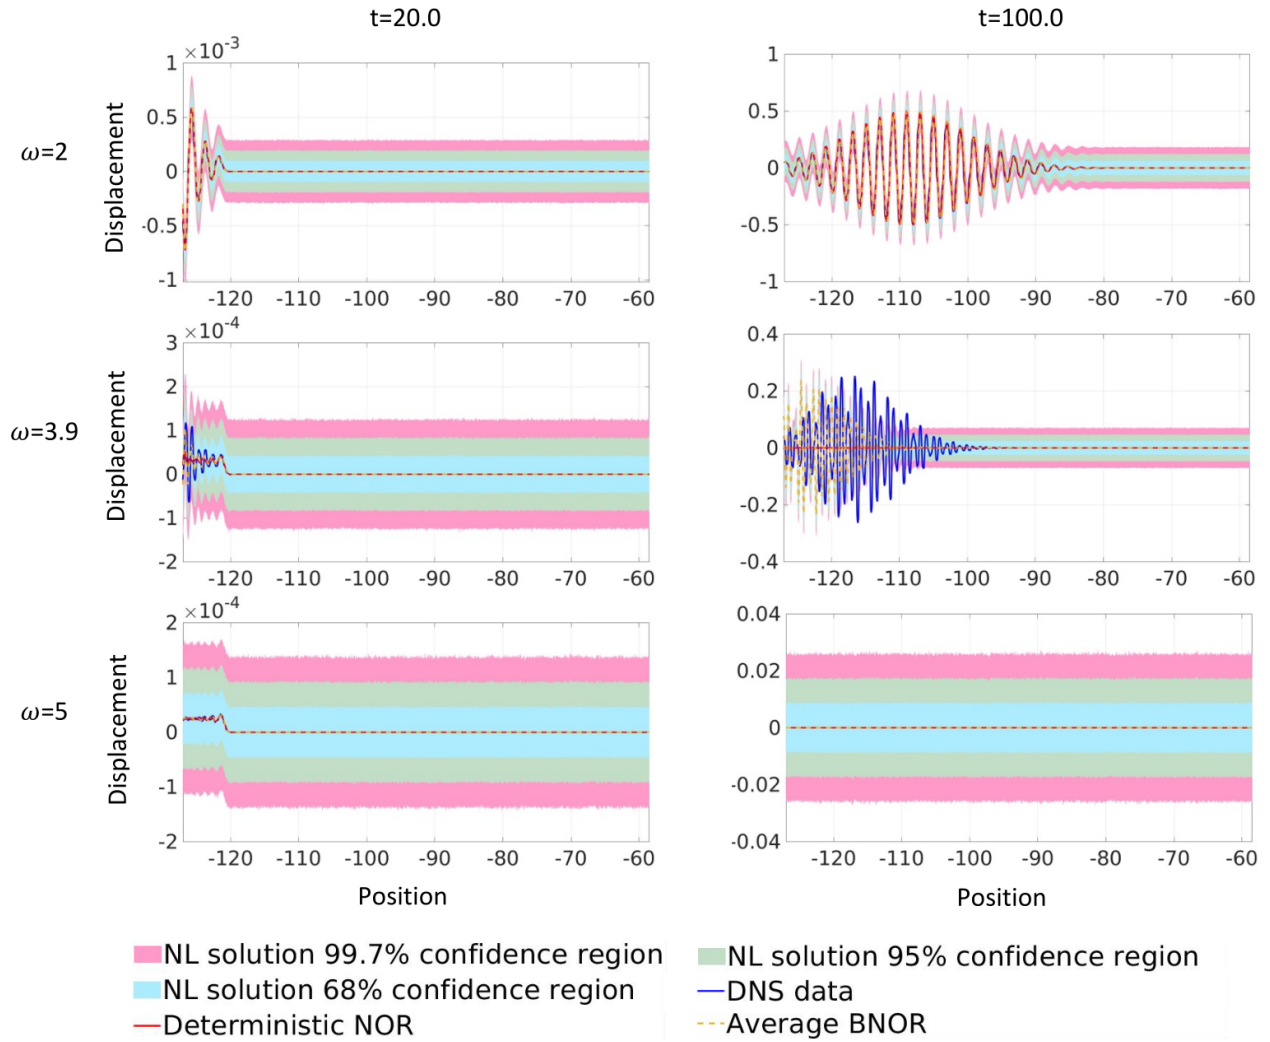 t=20.0
t=100.0
×10⁻³
1
0.5
0
-0.5
-1
-120 -110 -100 -90 -80 -70 -60
Displacement
ω=2
1
0.5
0
-0.5
-1
-120 -110 -100 -90 -80 -70 -60
×10⁻⁴
3
2
1
0
-1
-2
-120 -110 -100 -90 -80 -70 -60
Displacement
ω=3.9
0.4
0.2
0
-0.2
-0.4
-120 -110 -100 -90 -80 -70 -60
×10⁻⁴
2
1
0
-1
-2
-120 -110 -100 -90 -80 -70 -60
Displacement
ω=5
0.04
0.02
0
-0.02
-0.04
-120 -110 -100 -90 -80 -70 -60
Position
Position
NL solution 99.7% confidence region
NL solution 68% confidence region
Deterministic NOR
NL solution 95% confidence region
DNS data
Average BNOR